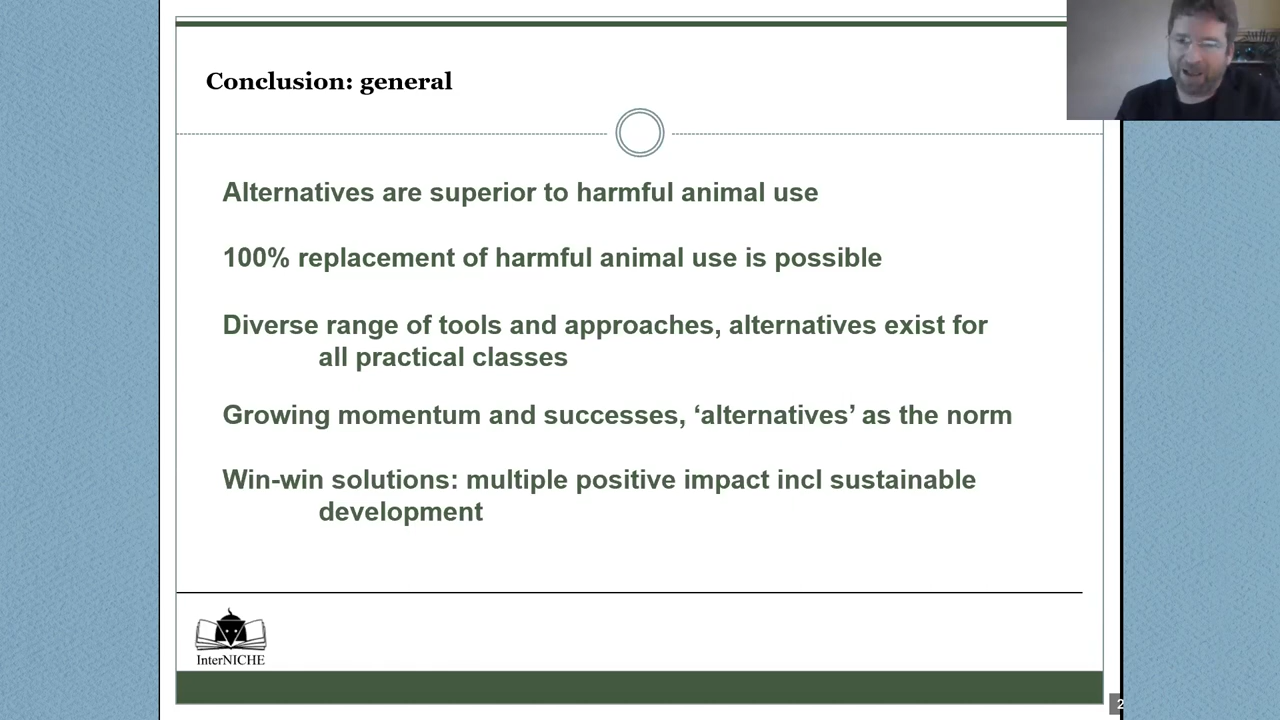 Conclusion: general
Alternatives are superior to harmful animal use
100% replacement of harmful animal use is possible
Diverse range of tools and approaches, alternatives exist for
all practical classes
Growing momentum and successes, ‘alternatives’ as the norm
Win-win solutions: multiple positive impact incl sustainable
development
InterNICHE
2